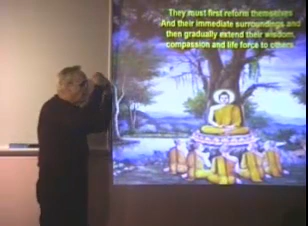 They must first reform themselves
And their immediate surroundings and
then gradually extend their wisdom,
compassion and life force to others